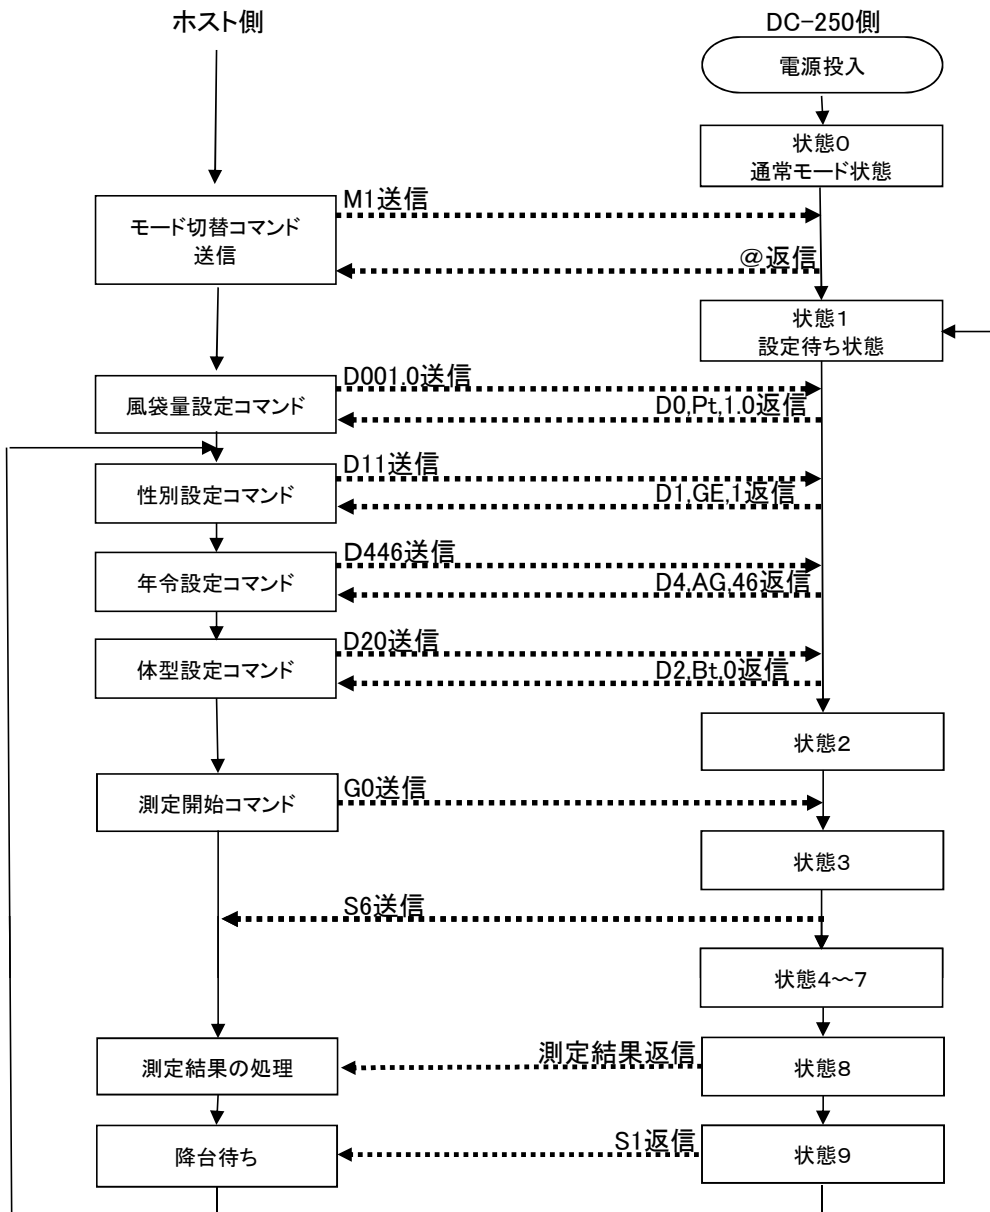 ホスト側
DC-250側
電源投入
状態0
通常モード状態
M1送信
モード切替コマンド
送信
@返信
状態1
設定待ち状態
D001.0送信
風袋量設定コマンド
D0,Pt,1.0返信
D11送信
性別設定コマンド
D1,GE,1返信
D446送信
年令設定コマンド
D4,AG,46返信
D20送信
体型設定コマンド
D2,Bt,0返信
状態2
G0送信
測定開始コマンド
状態3
S6送信
状態4~7
測定結果返信
測定結果の処理
状態8
S1返信
降台待ち
状態9